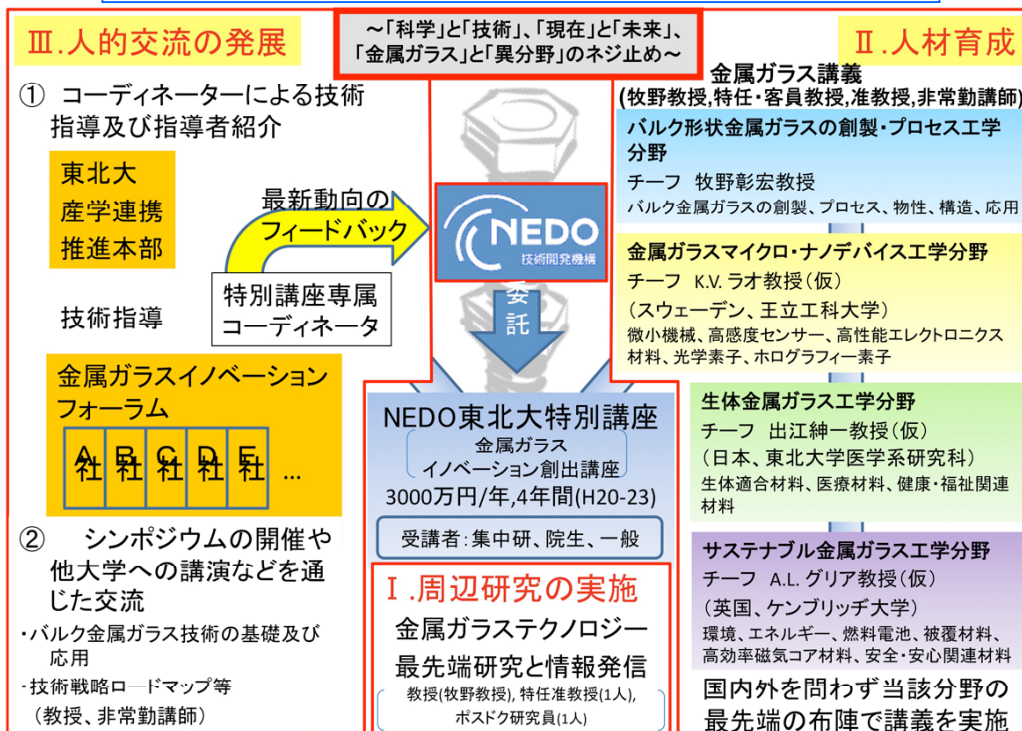 Ⅲ.人的交流の発展
① コーディネーターによる技術
指導及び指導者紹介
東北大
産学連携
推進本部
最新動向の
フィードバック
技術指導
特別講座専属
コーディネータ
金属ガラスイノベーション
フォーラム
A社 B社 C社 D社 E社 …
② シンポジウムの開催や
他大学への講演などを通
じた交流
・バルク金属ガラス技術の基礎及び
応用
・技術戦略ロードマップ等
(教授、非常勤講師)
～「科学」と「技術」、「現在」と「未来」、
「金属ガラス」と「異分野」のネジ止め～
NEDO
技術開発機構
委
託
NEDO東北大特別講座
金属ガラス
イノベーション創出講座
3000万円/年,4年間(H20-23)
受講者:集中研、院生、一般
Ⅰ.周辺研究の実施
金属ガラステクノロジー
最先端研究と情報発信
教授(牧野教授), 特任准教授(1人),
ポスドク研究員(1人)
Ⅱ.人材育成
金属ガラス講義
(牧野教授,特任・客員教授,准教授,非常勤講師)
バルク形状金属ガラスの創製・プロセス工学
分野
チーフ 牧野彰宏教授
バルク金属ガラスの創製、プロセス、物性、構造、応用
金属ガラスマイクロ・ナノデバイス工学分野
チーフ K.V. ラオ教授(仮)
(スウェーデン、王立工科大学)
微小機械、高感度センサー、高性能エレクトロニクス
材料、光学素子、ホログラフィー素子
生体金属ガラス工学分野
チーフ 出江紳一教授(仮)
(日本、東北大学医学系研究科)
生体適合材料、医療材料、健康・福祉関連
材料
サステナブル金属ガラス工学分野
チーフ A.L. グリア教授(仮)
(英国、ケンブリッヂ大学)
環境、エネルギー、燃料電池、被覆材料、
高効率磁気コア材料、安全・安心関連材料
国内外を問わず当該分野の
最先端の布陣で講義を実施